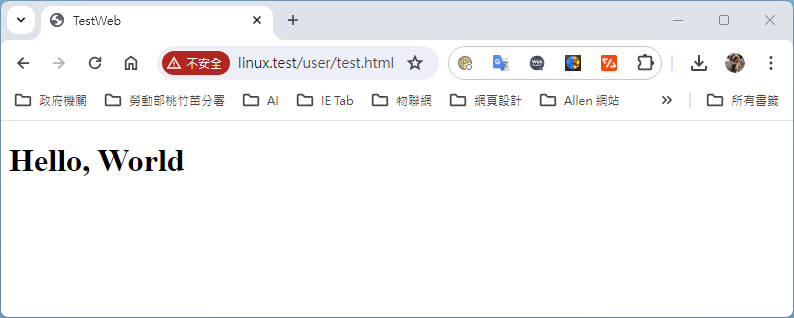 TestWeb
不安全 linux.test/user/test.html
政府機關 勞動部桃竹苗分署 AI IE Tab 物聯網 網頁設計 Allen 網站 所有書籤
Hello, World